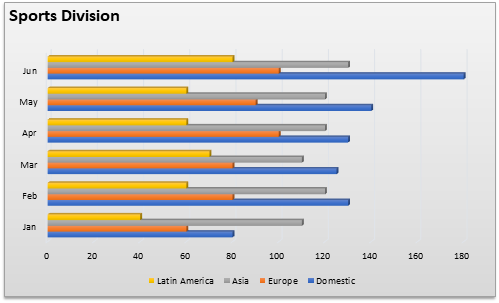 Sports Division
Jun
May
Apr
Mar
Feb
Jan
0 20 40 60 80 100 120 140 160 180
Latin America Asia Europe Domestic